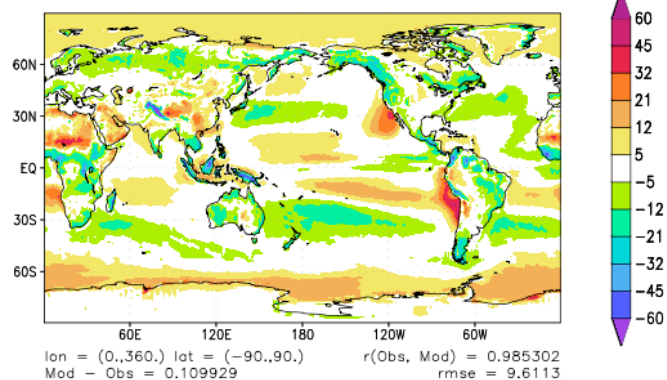 60N
30N
EQ
30S
60S
60E 120E 180 120W 60W
60
45
32
21
12
5
−5
−12
−21
−32
−45
−60
lon = (0.,360.) lat = (−90.,90.) r(Obs, Mod) = 0.985302
Mod − Obs = 0.109929 rmse = 9.6113